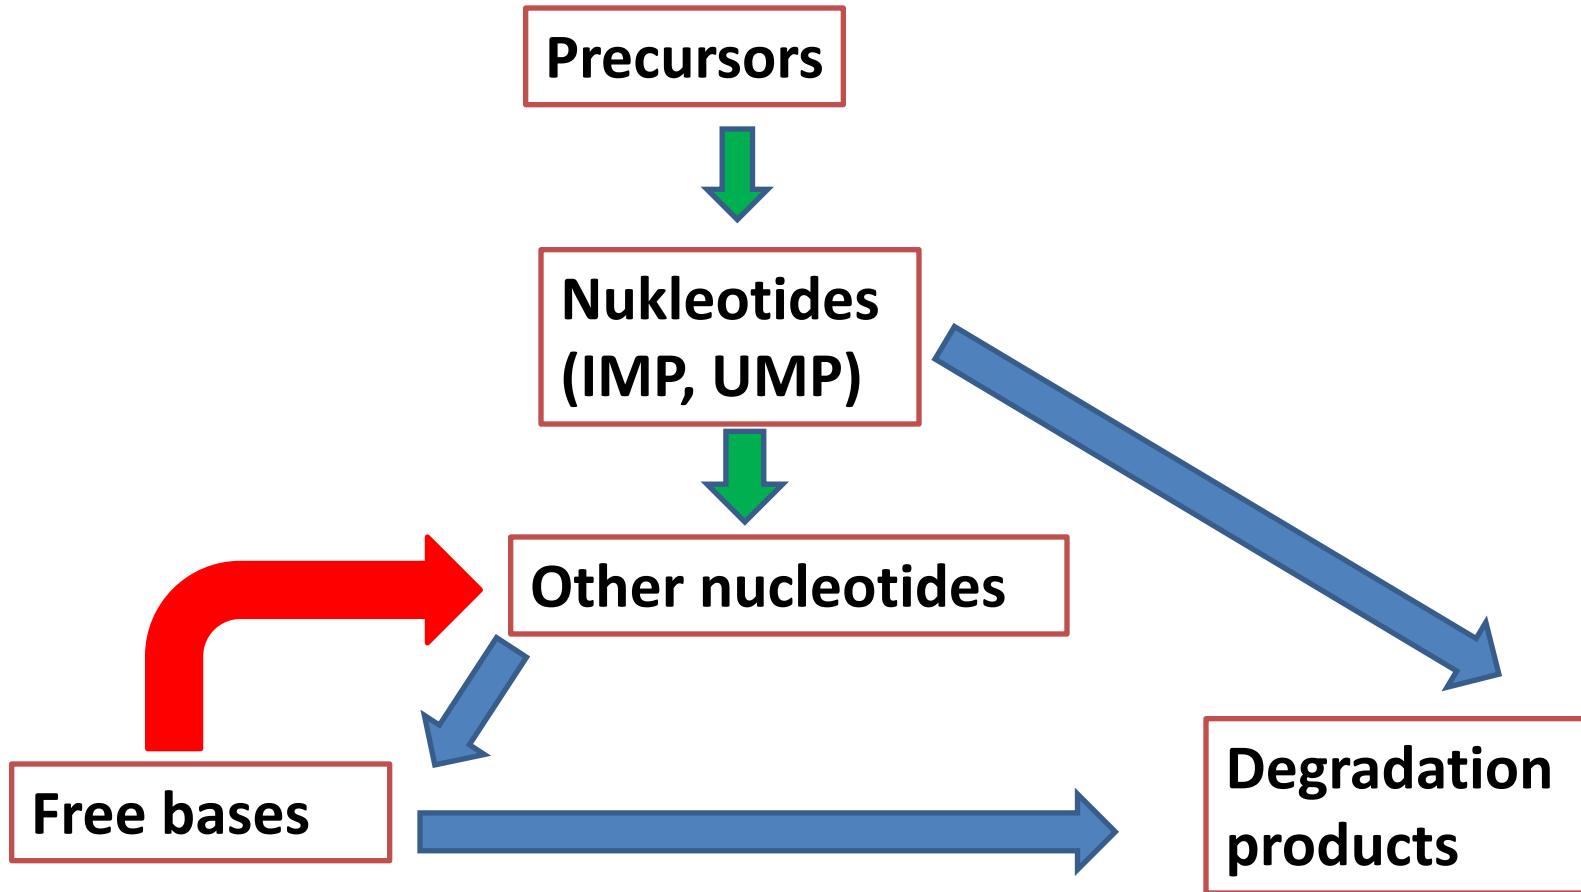 Precursors
Nukleotides
(IMP, UMP)
Other nucleotides
Free bases
Degradation
products